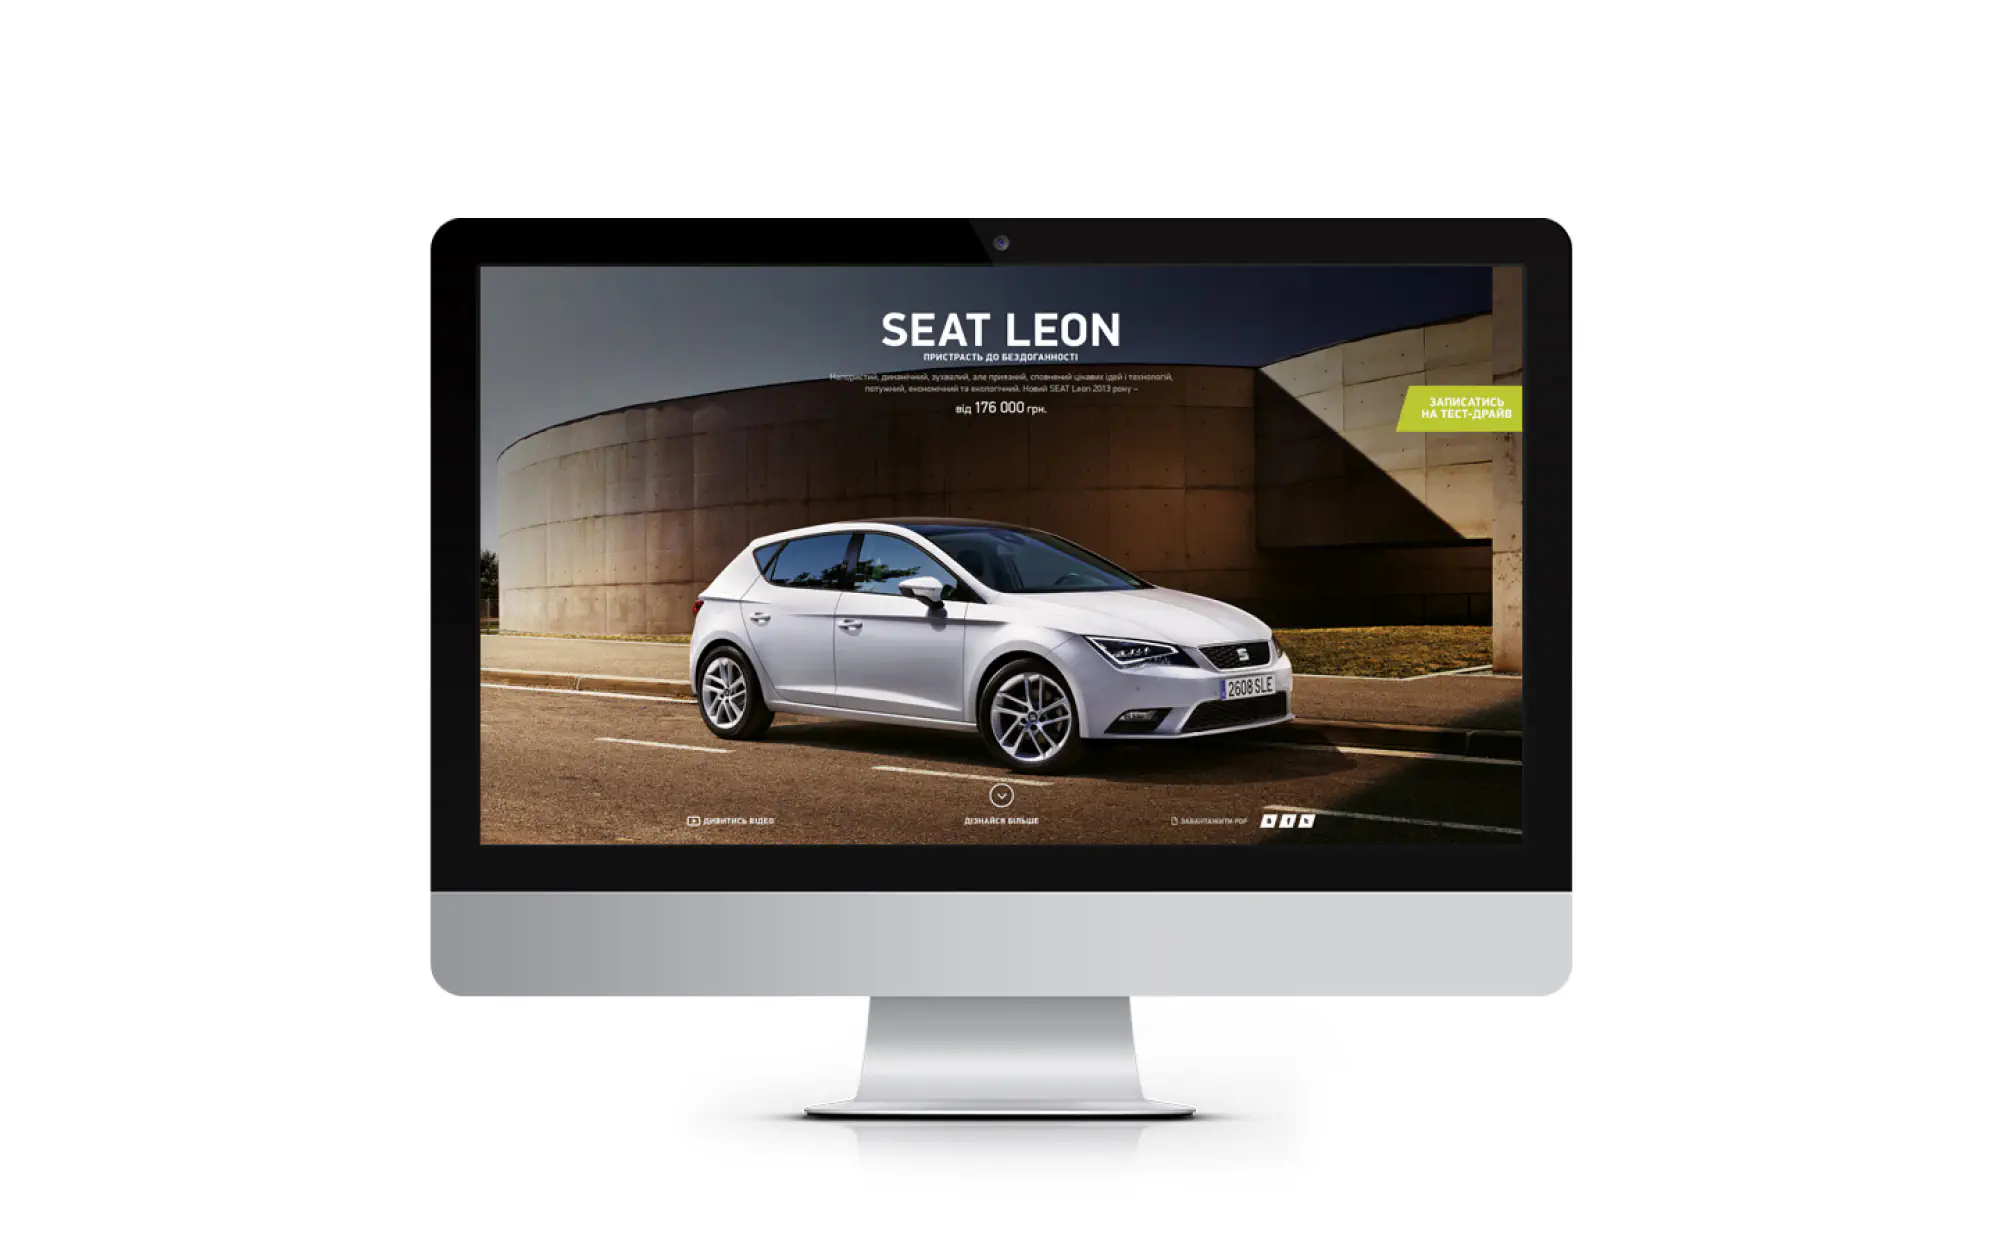 SEAT LEON
ПРИСТРАСТЬ ДО БЕЗДОГАННОСТІ
Напористий, динамічний, зухвалий, але приязний, сповнений цікавих ідей і технологій,
потужний, економічний та екологічний. Новий SEAT Leon 2013 року –
від 176 000 грн.
ЗАПИСАТИСЬ
НА ТЕСТ-ДРАЙВ
2608 SLE
ДИВИТИСЬ ВІДЕО
ДІЗНАЙСЯ БІЛЬШЕ
ЗАВАНТАЖИТИ PDF